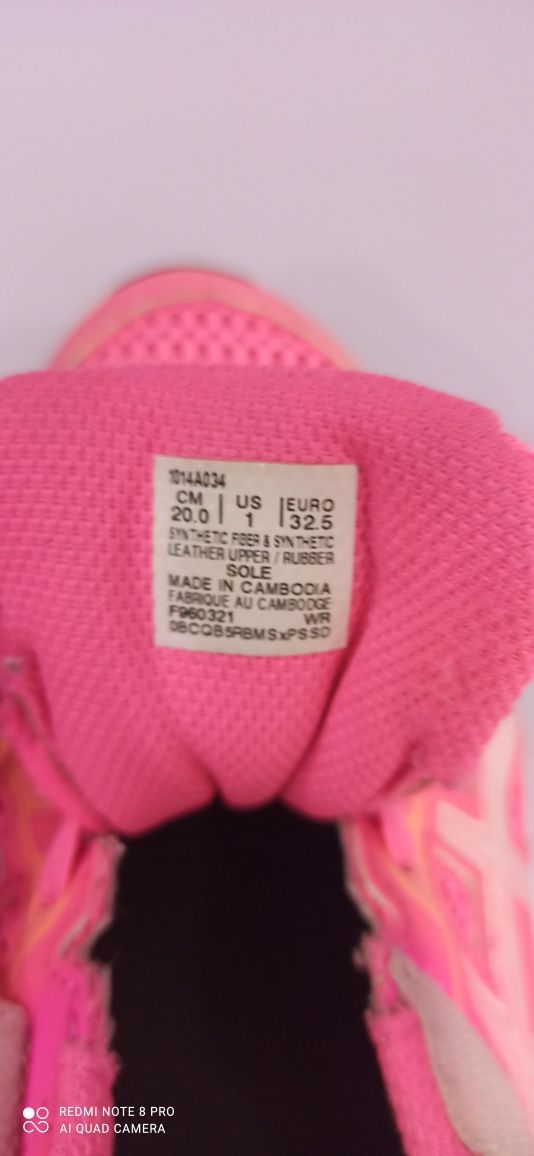 1014A034
CM | US | EURO
20.0 | 1 | 32.5
SYNTHETIC FIBER & SYNTHETIC
LEATHER UPPER / RUBBER
SOLE
MADE IN CAMBODIA
FABRIQUE AU CAMBODGE
F960321 WR
0BCQB5RBMSxPSSD
REDMI NOTE 8 PRO
AI QUAD CAMERA